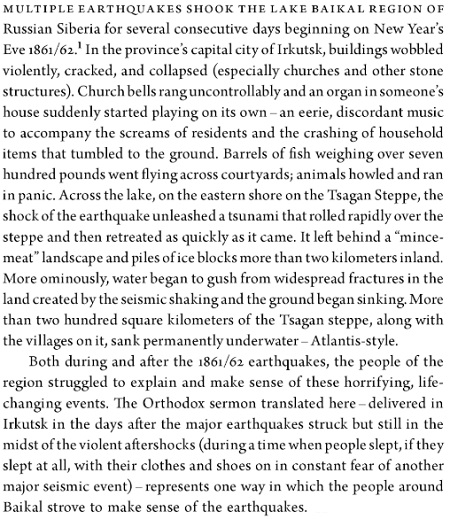 MULTIPLE EARTHQUAKES SHOOK THE LAKE BAIKAL REGION OF
Russian Siberia for several consecutive days beginning on New Year's
Eve 1861/62.¹ In the province's capital city of Irkutsk, buildings wobbled
violently, cracked, and collapsed (especially churches and other stone
structures). Church bells rang uncontrollably and an organ in someone's
house suddenly started playing on its own – an eerie, discordant music
to accompany the screams of residents and the crashing of household
items that tumbled to the ground. Barrels of fish weighing over seven
hundred pounds went flying across courtyards; animals howled and ran
in panic. Across the lake, on the eastern shore on the Tsagan Steppe, the
shock of the earthquake unleashed a tsunami that rolled rapidly over the
steppe and then retreated as quickly as it came. It left behind a "mince-
meat" landscape and piles of ice blocks more than two kilometers inland.
More ominously, water began to gush from widespread fractures in the
land created by the seismic shaking and the ground began sinking. More
than two hundred square kilometers of the Tsagan steppe, along with
the villages on it, sank permanently underwater – Atlantis-style.
Both during and after the 1861/62 earthquakes, the people of the
region struggled to explain and make sense of these horrifying, life-
changing events. The Orthodox sermon translated here – delivered in
Irkutsk in the days after the major earthquakes struck but still in the
midst of the violent aftershocks (during a time when people slept, if they
slept at all, with their clothes and shoes on in constant fear of another
major seismic event) – represents one way in which the people around
Baikal strove to make sense of the earthquakes.